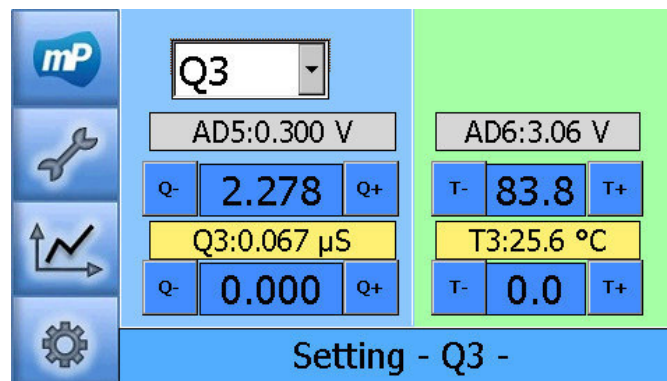 mP
Q3
AD5:0.300 V
AD6:3.06 V
Q- 2.278 Q+
T- 83.8 T+
Q3:0.067 µS
T3:25.6 °C
Q- 0.000 Q+
T- 0.0 T+
Setting - Q3 -